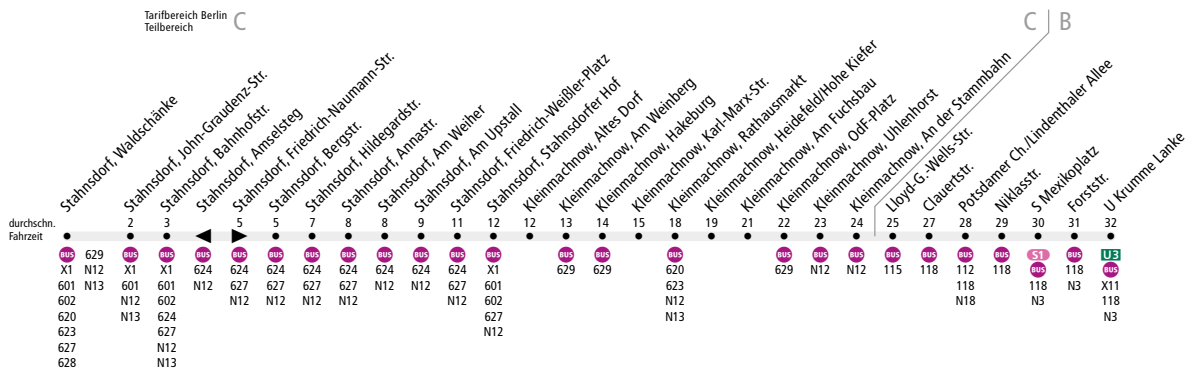 Tarifbereich Berlin
Teilbereich
C
C
B
Stahnsdorf, Waldschänke
Stahnsdorf, John-Graudenz-Str.
Stahnsdorf, Bahnhofstr.
Stahnsdorf, Amselsteg
Stahnsdorf, Friedrich-Naumann-Str.
Stahnsdorf, Bergstr.
Stahnsdorf, Hildegardstr.
Stahnsdorf, Annastr.
Stahnsdorf, Am Weiher
Stahnsdorf, Am Upstall
Stahnsdorf, Friedrich-Weißler-Platz
Stahnsdorf, Stahnsdorfer Hof
Kleinmachnow, Altes Dorf
Kleinmachnow, Am Weinberg
Kleinmachnow, Hakeburg
Kleinmachnow, Karl-Marx-Str.
Kleinmachnow, Rathausmarkt
Kleinmachnow, Heidefeld/Hohe Kiefer
Kleinmachnow, Am Fuchsbau
Kleinmachnow, OdF-Platz
Kleinmachnow, Uhlenhorst
Kleinmachnow, An der Stammbahn
Lloyd-G.-Wells-Str.
Clauertstr.
Potsdamer Ch./Lindenthaler Allee
Niklasstr.
S Mexikoplatz
Forststr.
U Krumme Lanke
durchschn.
Fahrzeit
2 3 5 5 7 8 8 9 11 12 12 13 14 15 18 19 21 22 23 24 25 27 28 29 30 31 32
BUS
X1
601
602
620
623
627
628
629
N12
N13
BUS
X1
601
N12
N13
BUS
X1
602
624
627
N12
N13
BUS
624
N12
BUS
624
627
N12
BUS
624
627
N12
BUS
624
627
N12
BUS
624
627
N12
BUS
624
N12
BUS
624
N12
BUS
624
627
N12
BUS
X1
601
602
627
N12
BUS
629
BUS
629
BUS
620
623
N12
N13
BUS
629
BUS
N12
BUS
N12
BUS
115
BUS
118
BUS
112
118
N18
BUS
118
S1
BUS
118
N3
BUS
118
N3
U3
BUS
X11
118
N3